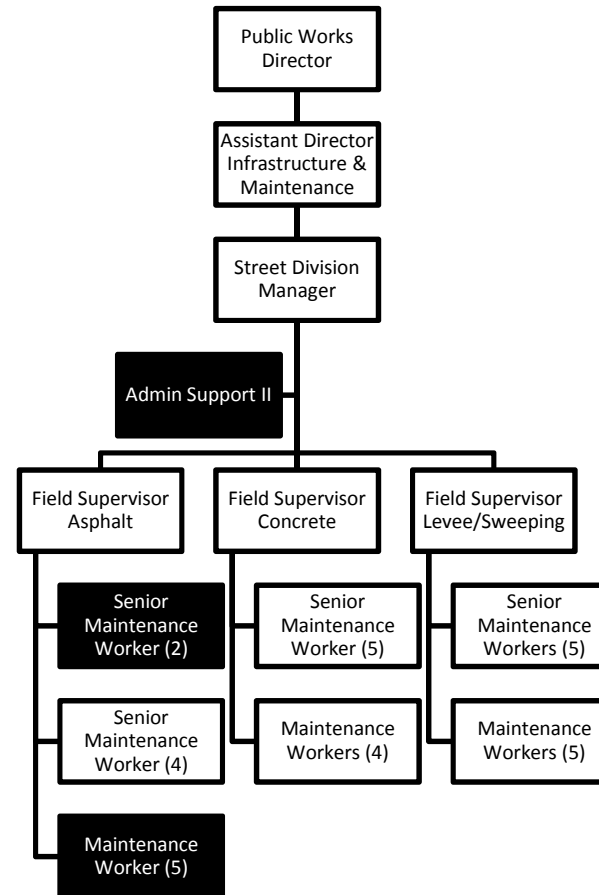 Public Works
Director
Assistant Director
Infrastructure &
Maintenance
Street Division
Manager
Admin Support II
Field Supervisor
Asphalt
Field Supervisor
Concrete
Field Supervisor
Levee/Sweeping
Senior
Maintenance
Worker (2)
Senior
Maintenance
Worker (5)
Senior
Maintenance
Workers (5)
Senior
Maintenance
Worker (4)
Maintenance
Workers (4)
Maintenance
Workers (5)
Maintenance
Worker (5)